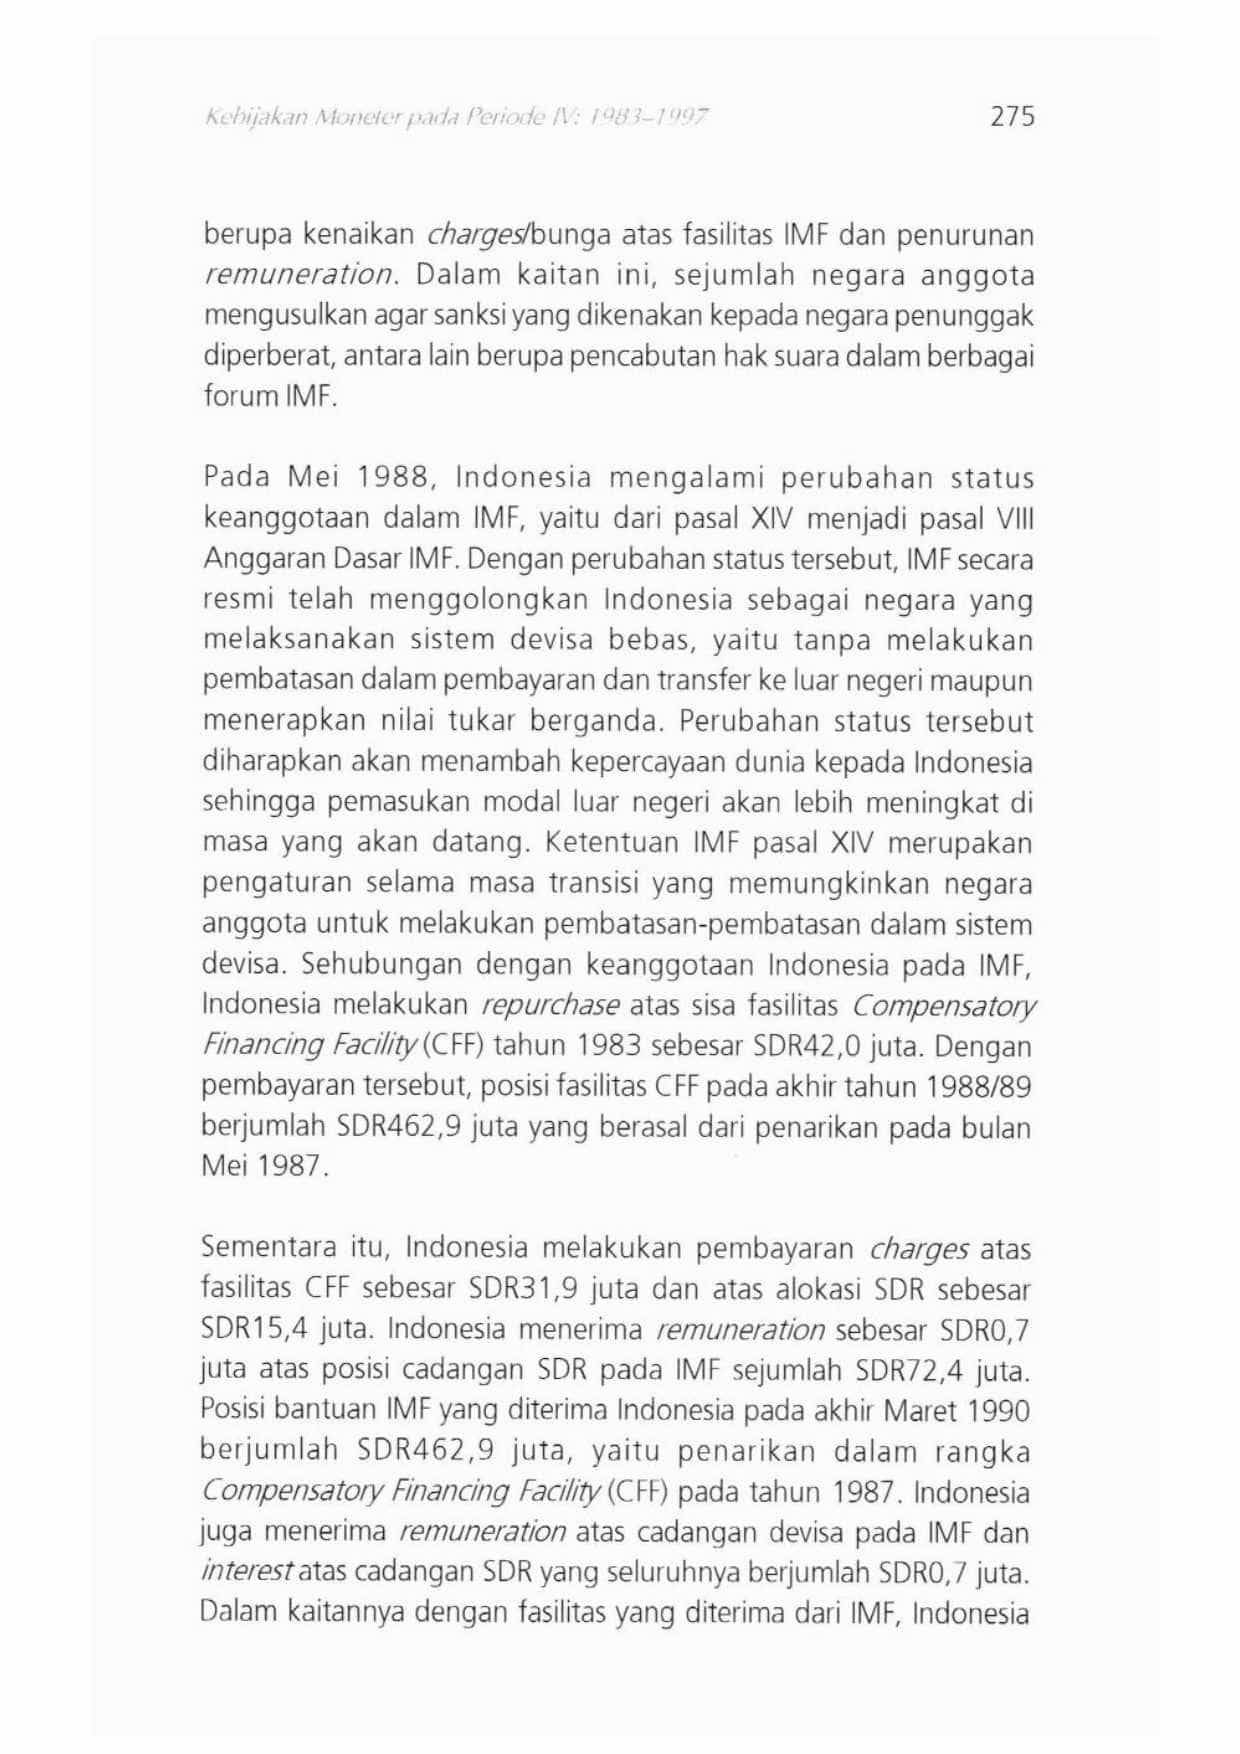 Kebijakan Moneter pada Periode IV: 1983–1997
275
berupa kenaikan charges/bunga atas fasilitas IMF dan penurunan
remuneration. Dalam kaitan ini, sejumlah negara anggota
mengusulkan agar sanksi yang dikenakan kepada negara penunggak
diperberat, antara lain berupa pencabutan hak suara dalam berbagai
forum IMF.
Pada Mei 1988, Indonesia mengalami perubahan status
keanggotaan dalam IMF, yaitu dari pasal XIV menjadi pasal VIII
Anggaran Dasar IMF. Dengan perubahan status tersebut, IMF secara
resmi telah menggolongkan Indonesia sebagai negara yang
melaksanakan sistem devisa bebas, yaitu tanpa melakukan
pembatasan dalam pembayaran dan transfer ke luar negeri maupun
menerapkan nilai tukar berganda. Perubahan status tersebut
diharapkan akan menambah kepercayaan dunia kepada Indonesia
sehingga pemasukan modal luar negeri akan lebih meningkat di
masa yang akan datang. Ketentuan IMF pasal XIV merupakan
pengaturan selama masa transisi yang memungkinkan negara
anggota untuk melakukan pembatasan-pembatasan dalam sistem
devisa. Sehubungan dengan keanggotaan Indonesia pada IMF,
Indonesia melakukan repurchase atas sisa fasilitas Compensatory
Financing Facility (CFF) tahun 1983 sebesar SDR42,0 juta. Dengan
pembayaran tersebut, posisi fasilitas CFF pada akhir tahun 1988/89
berjumlah SDR462,9 juta yang berasal dari penarikan pada bulan
Mei 1987.
Sementara itu, Indonesia melakukan pembayaran charges atas
fasilitas CFF sebesar SDR31,9 juta dan atas alokasi SDR sebesar
SDR15,4 juta. Indonesia menerima remuneration sebesar SDR0,7
juta atas posisi cadangan SDR pada IMF sejumlah SDR72,4 juta.
Posisi bantuan IMF yang diterima Indonesia pada akhir Maret 1990
berjumlah SDR462,9 juta, yaitu penarikan dalam rangka
Compensatory Financing Facility (CFF) pada tahun 1987. Indonesia
juga menerima remuneration atas cadangan devisa pada IMF dan
interest atas cadangan SDR yang seluruhnya berjumlah SDR0,7 juta.
Dalam kaitannya dengan fasilitas yang diterima dari IMF, Indonesia